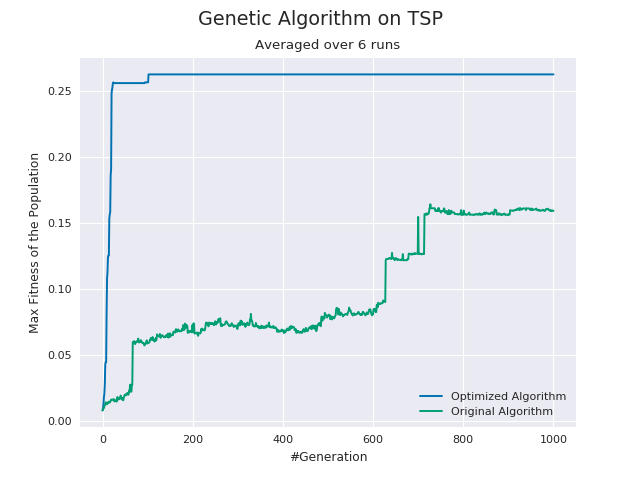 Genetic Algorithm on TSP
Averaged over 6 runs
Max Fitness of the Population
0.25
0.20
0.15
0.10
0.05
0.00
Optimized Algorithm
Original Algorithm
0 200 400 600 800 1000
#Generation